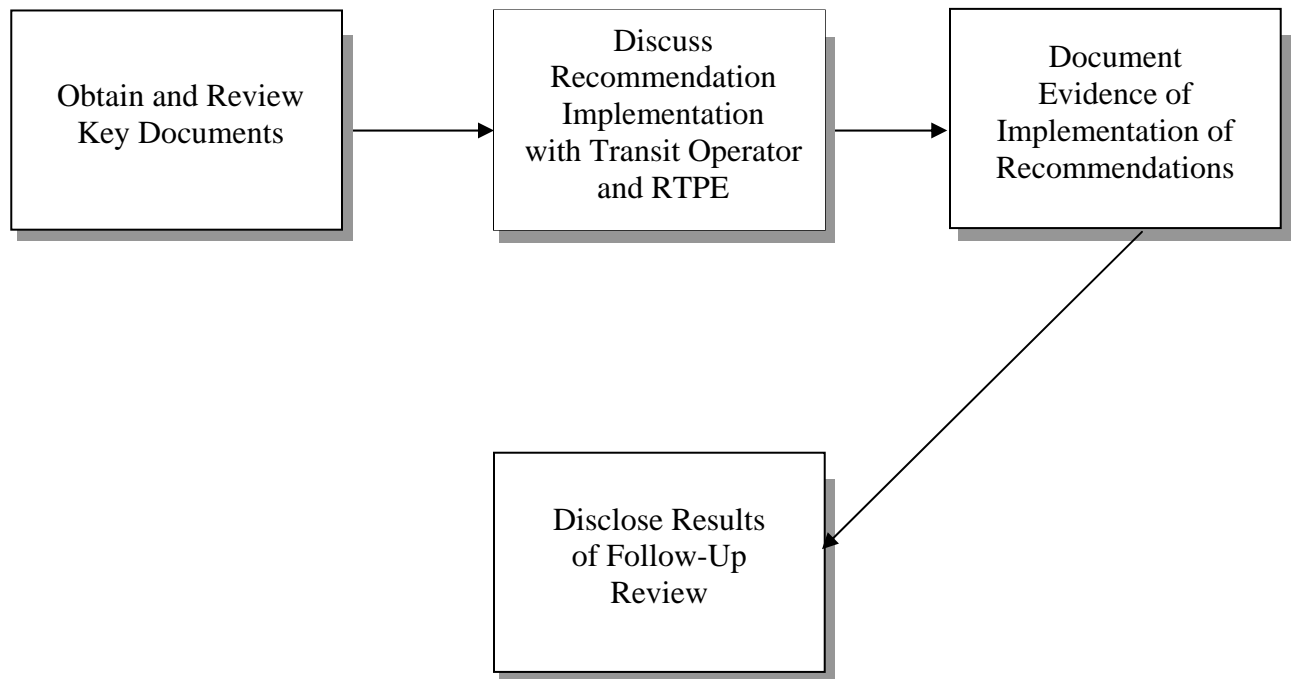 Obtain and Review
Key Documents
Discuss
Recommendation
Implementation
with Transit Operator
and RTPE
Document
Evidence of
Implementation of
Recommendations
Disclose Results
of Follow-Up
Review